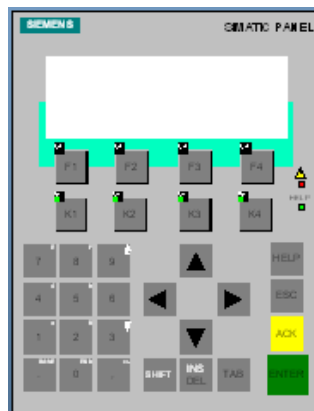 SIEMENS SIMATIC PANEL
F1 F2 F3 F4
K1 K2 K3 K4
HELP
7 8 9 HELP
4 5 6 ESC
1 2 3 ACK
. 0 SHIFT INS TAB ENTER
DEL